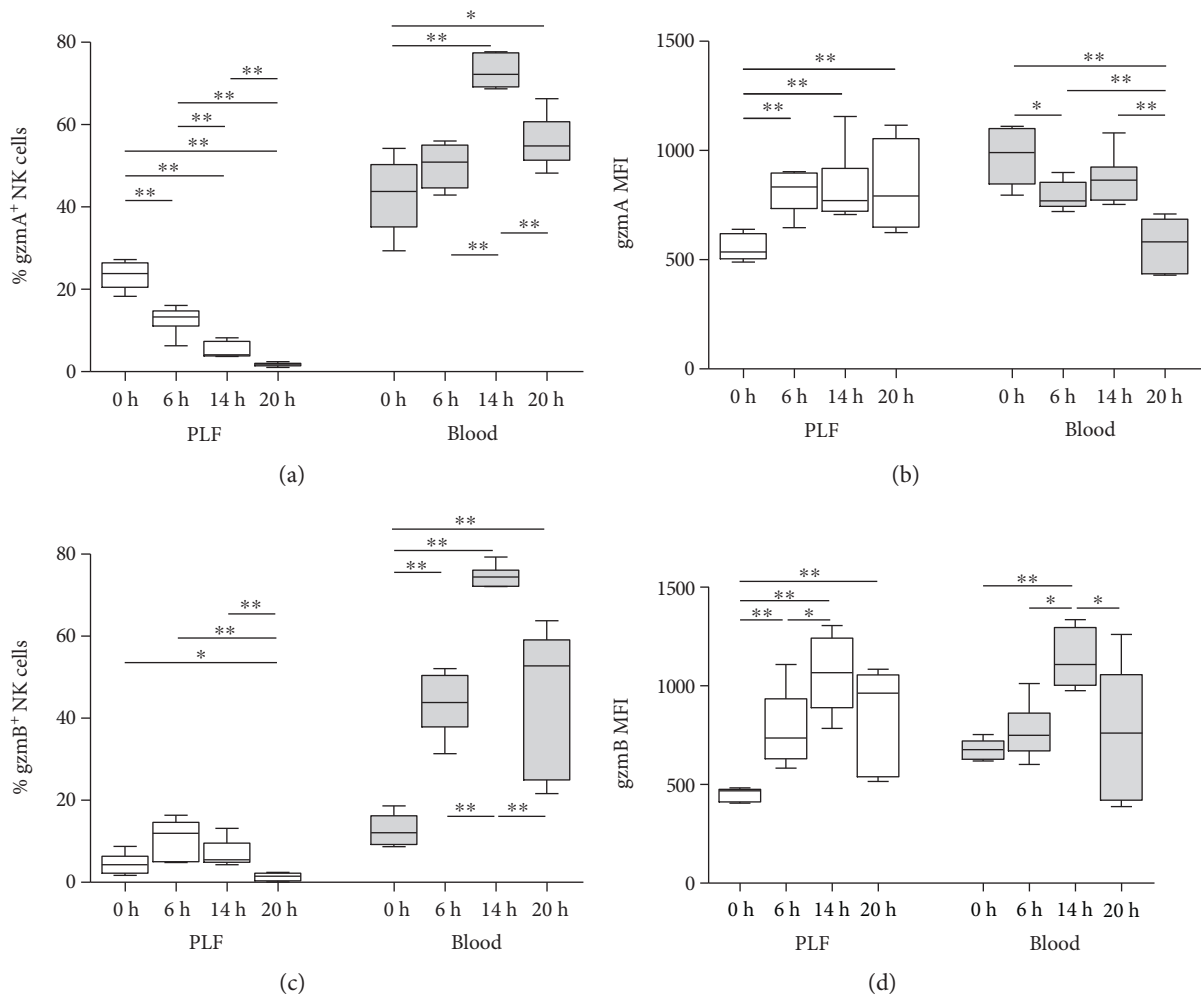 80
60
40
20
0
% gzmA+ NK cells
** ** ** ** ** **
* ** ** **
0 h 6 h 14 h 20 h 0 h 6 h 14 h 20 h
PLF Blood
(a)
1500
1000
500
0
gzmA MFI
** ** **
** ** * **
0 h 6 h 14 h 20 h 0 h 6 h 14 h 20 h
PLF Blood
(b)
80
60
40
20
0
% gzmB+ NK cells
** ** *
** ** ** ** **
0 h 6 h 14 h 20 h 0 h 6 h 14 h 20 h
PLF Blood
(c)
1500
1000
500
0
gzmB MFI
** ** ** *
** * *
0 h 6 h 14 h 20 h 0 h 6 h 14 h 20 h
PLF Blood
(d)